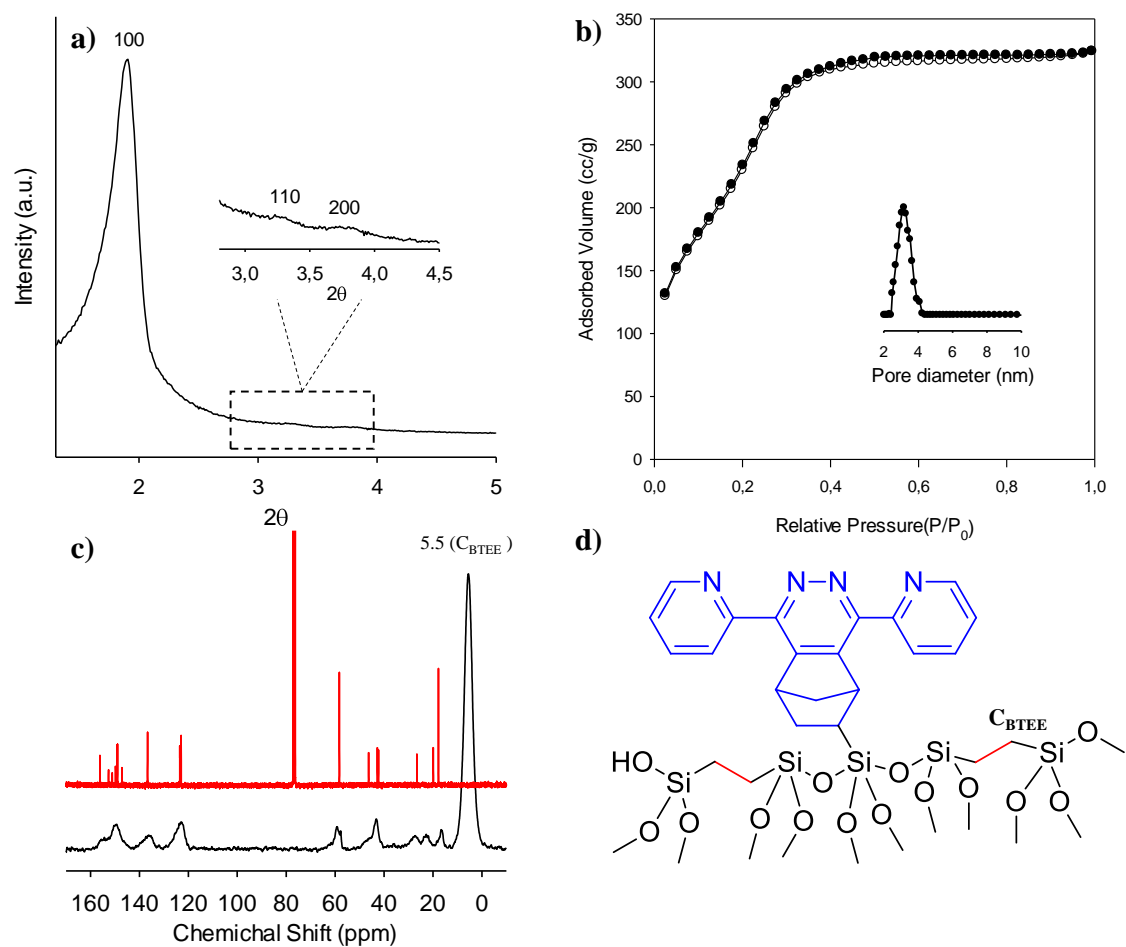 a)
100
Intensity (a.u.)
110
200
3,0 3,5 4,0 4,5
2θ
2 3 4 5
2θ
b)
350
300
250
200
150
100
50
0
Adsorbed Volume (cc/g)
2 4 6 8 10
Pore diameter (nm)
0,0 0,2 0,4 0,6 0,8 1,0
Relative Pressure(P/P0)
c)
5.5 (CBTEE )
160 140 120 100 80 60 40 20 0
Chemichal Shift (ppm)
d)
N N N N
CBTEE
HO Si Si O Si O Si Si O
O O O O O O O O O O